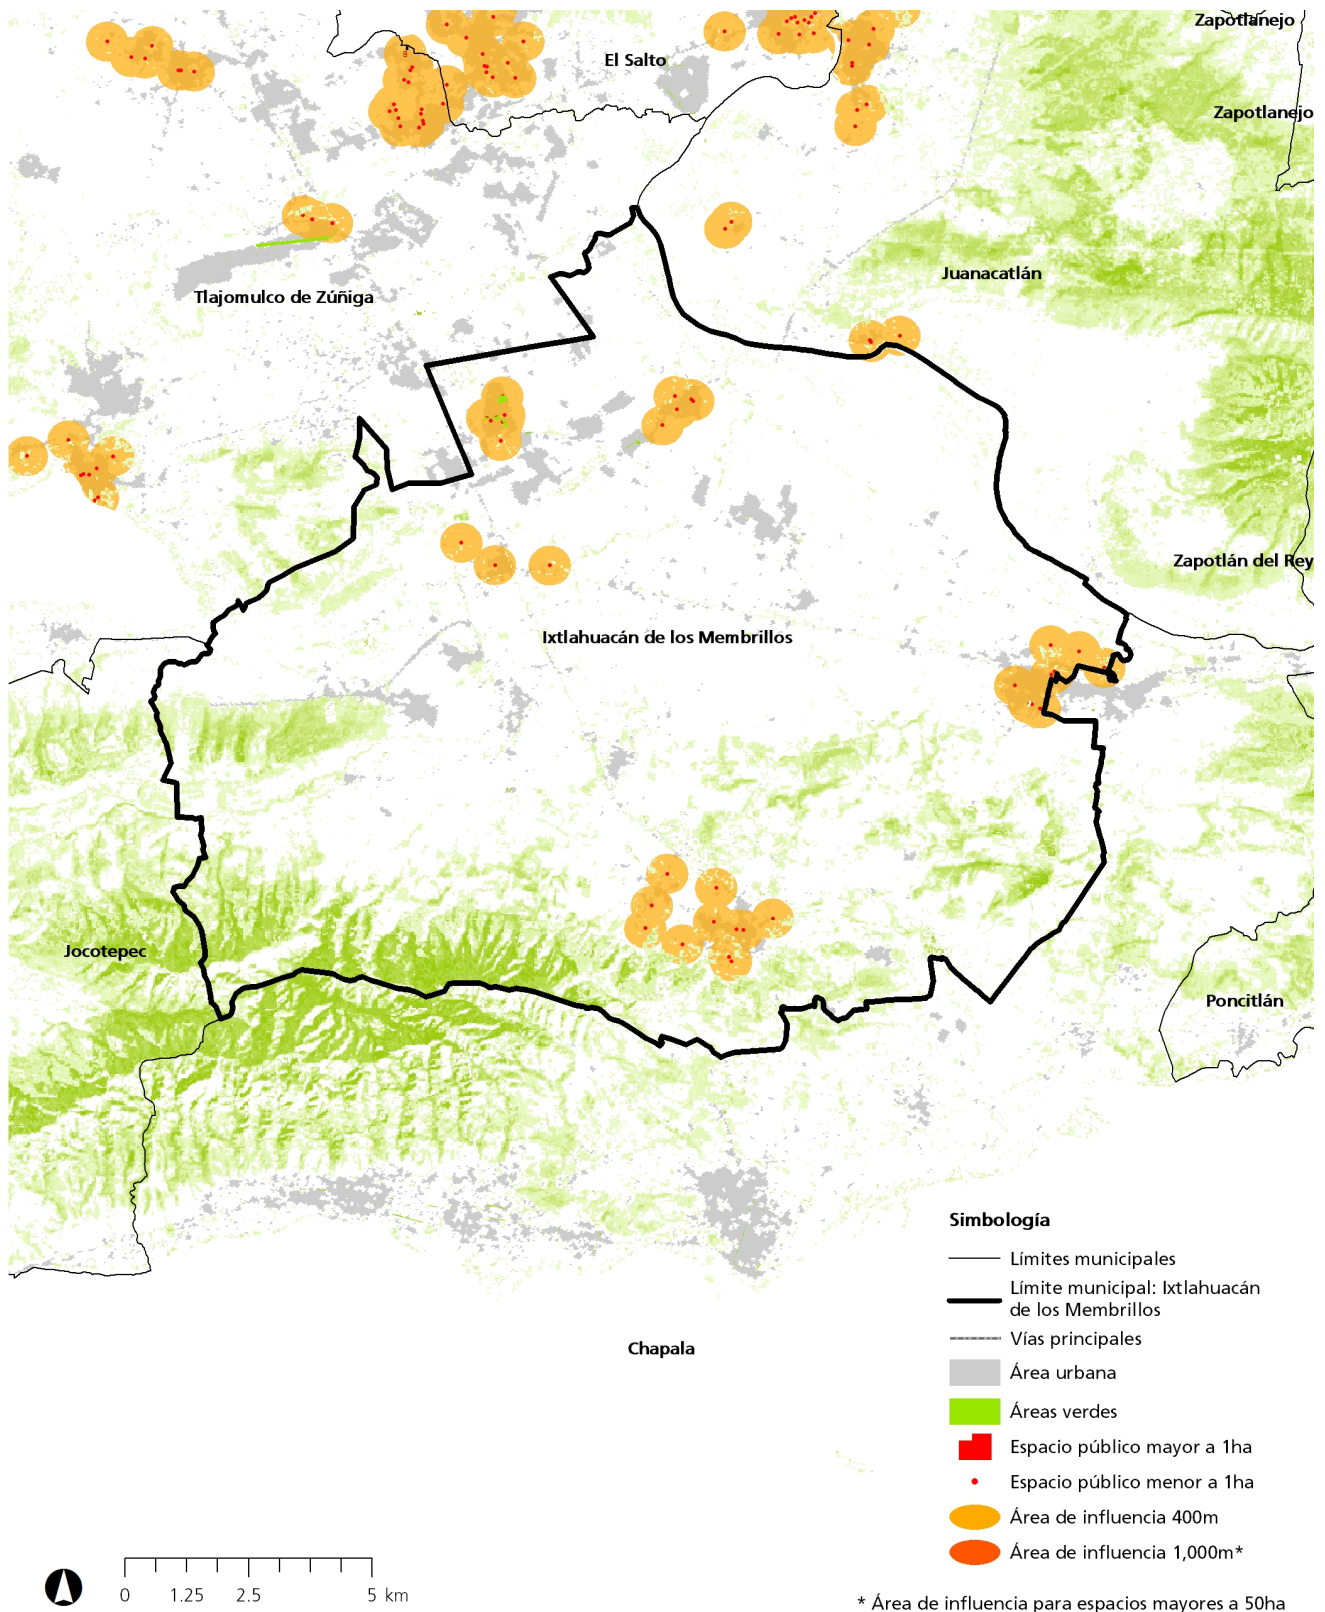 Zapotlanejo
El Salto
Zapotlanejo
Juanacatlán
Tlajomulco de Zúñiga
Zapotlán del Rey
Ixtlahuacán de los Membrillos
Jocotepec
Poncitlán
Chapala
Simbología
Límites municipales
Límite municipal: Ixtlahuacán
de los Membrillos
Vías principales
Área urbana
Áreas verdes
Espacio público mayor a 1ha
Espacio público menor a 1ha
Área de influencia 400m
Área de influencia 1,000m*
0 1.25 2.5 5 km
* Área de influencia para espacios mayores a 50ha